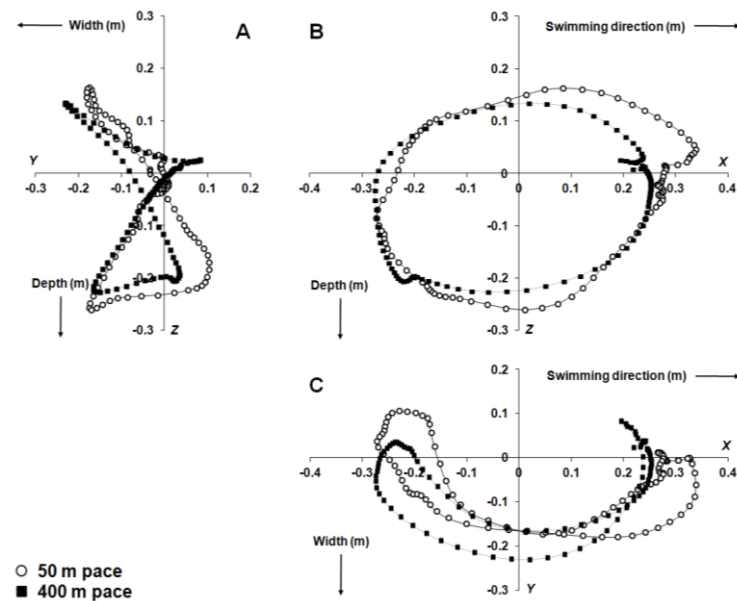 Width (m)
A
0.3
0.2
0.1
Y
0
-0.3 -0.2 -0.1 0 0.1 0.2
-0.1
Depth (m)
-0.2
-0.3
Z
B
Swimming direction (m)
0.3
0.2
0.1
X
0
-0.4 -0.3 -0.2 -0.1 0 0.1 0.2 0.3 0.4
-0.1
-0.2
Depth (m)
-0.3
Z
C
Swimming direction (m)
0.2
0.1
X
0
-0.4 -0.3 -0.2 -0.1 0 0.1 0.2 0.3 0.4
-0.1
-0.2
Width (m)
-0.3
Y
50 m pace
400 m pace